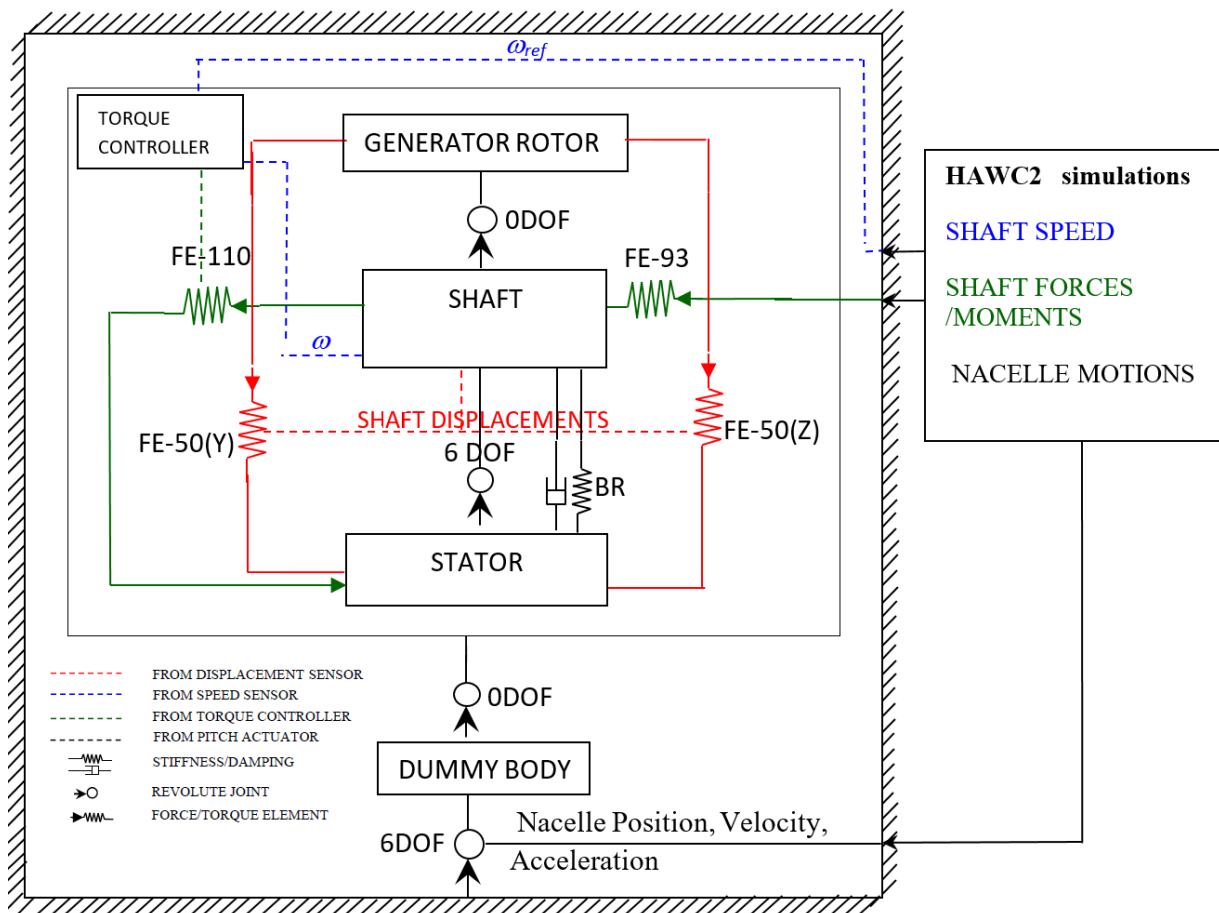 ωref
TORQUE
CONTROLLER
GENERATOR ROTOR
HAWC2 simulations
SHAFT SPEED
SHAFT FORCES
/MOMENTS
NACELLE MOTIONS
0DOF
FE-110
FE-93
SHAFT
ω
SHAFT DISPLACEMENTS
FE-50(Y)
FE-50(Z)
6 DOF
BR
STATOR
FROM DISPLACEMENT SENSOR
FROM SPEED SENSOR
FROM TORQUE CONTROLLER
FROM PITCH ACTUATOR
STIFFNESS/DAMPING
REVOLUTE JOINT
FORCE/TORQUE ELEMENT
0DOF
DUMMY BODY
6DOF
Nacelle Position, Velocity,
Acceleration